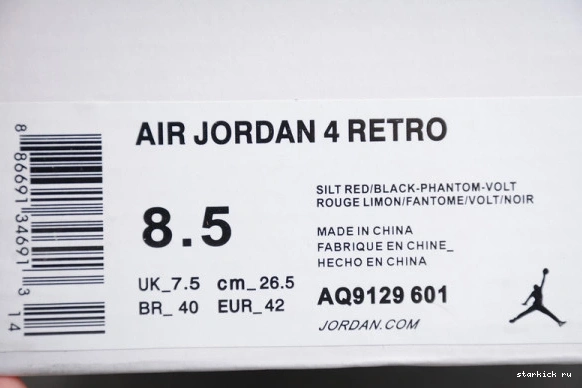 AIR JORDAN 4 RETRO
8.5
SILT RED/BLACK-PHANTOM-VOLT
ROUGE LIMON/FANTOME/VOLT/NOIR
MADE IN CHINA
FABRIQUE EN CHINE_
HECHO EN CHINA
UK_7.5 cm_26.5
BR_ 40 EUR_42
AQ9129 601
JORDAN.COM
8 86691 34691 3 14
starkick ru